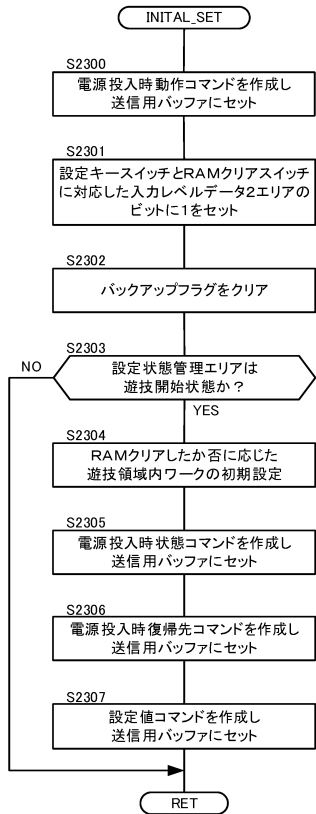 INITAL_SET
S2300
電源投入時動作コマンドを作成し
送信用バッファにセット
S2301
設定キースイッチとRAMクリアスイッチ
に対応した入力レベルデータ2エリアの
ビットに1をセット
S2302
バックアップフラグをクリア
S2303
設定状態管理エリアは
遊技開始状態か?
NO
YES
S2304
RAMクリアしたか否に応じた
遊技領域内ワークの初期設定
S2305
電源投入時状態コマンドを作成し
送信用バッファにセット
S2306
電源投入時復帰先コマンドを作成し
送信用バッファにセット
S2307
設定値コマンドを作成し
送信用バッファにセット
RET